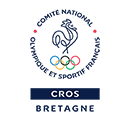 COMITÉ NATIONAL
OLYMPIQUE ET SPORTIF FRANÇAIS
CROS
BRETAGNE